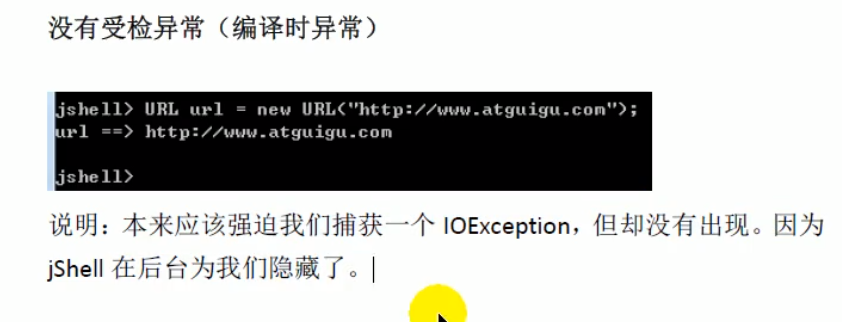 没有受检异常（编译时异常）
jshell> URL url = new URL("http://www.atguigu.com");
url ==> http://www.atguigu.com
jshell>
说明：本来应该强迫我们捕获一个 IOException，但却没有出现。因为
jShell 在后台为我们隐藏了。